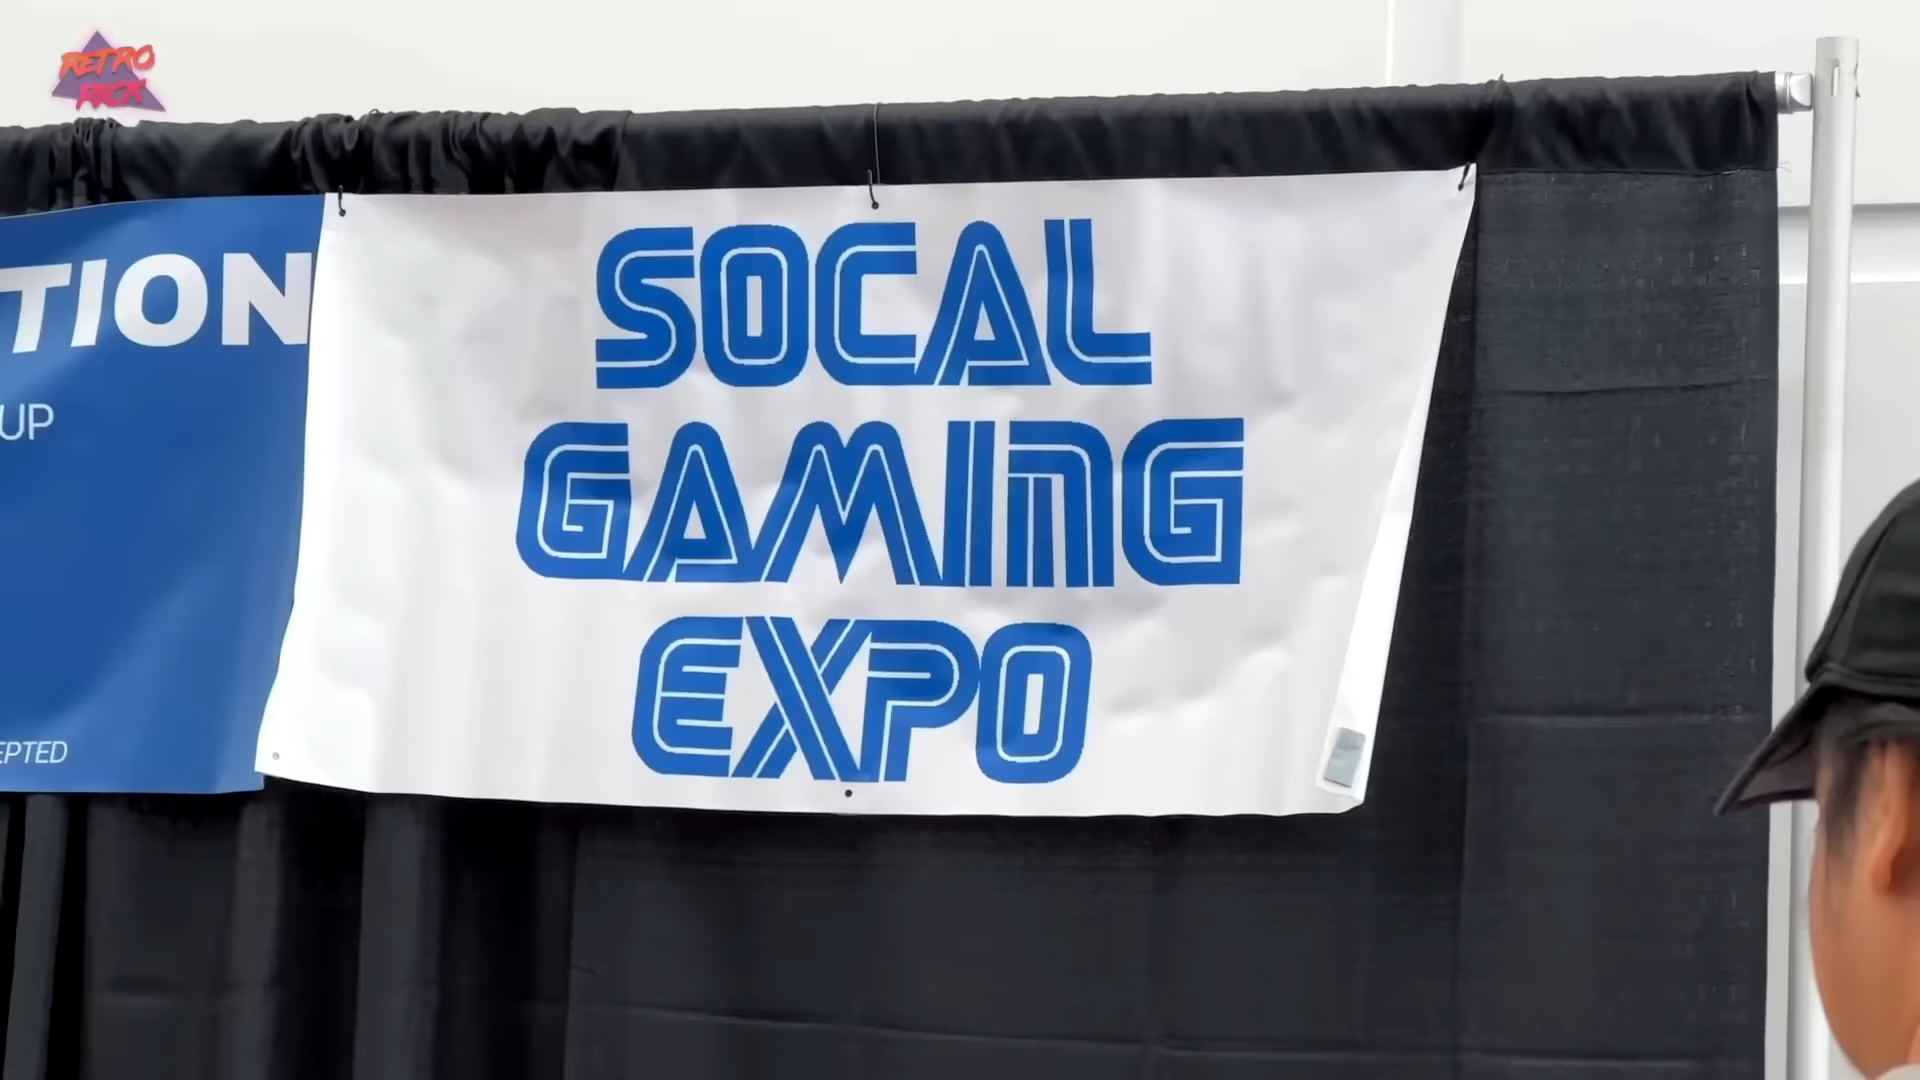 RETRO
RICK
TION
UP
EPTED
SOCAL
GAMING
EXPO